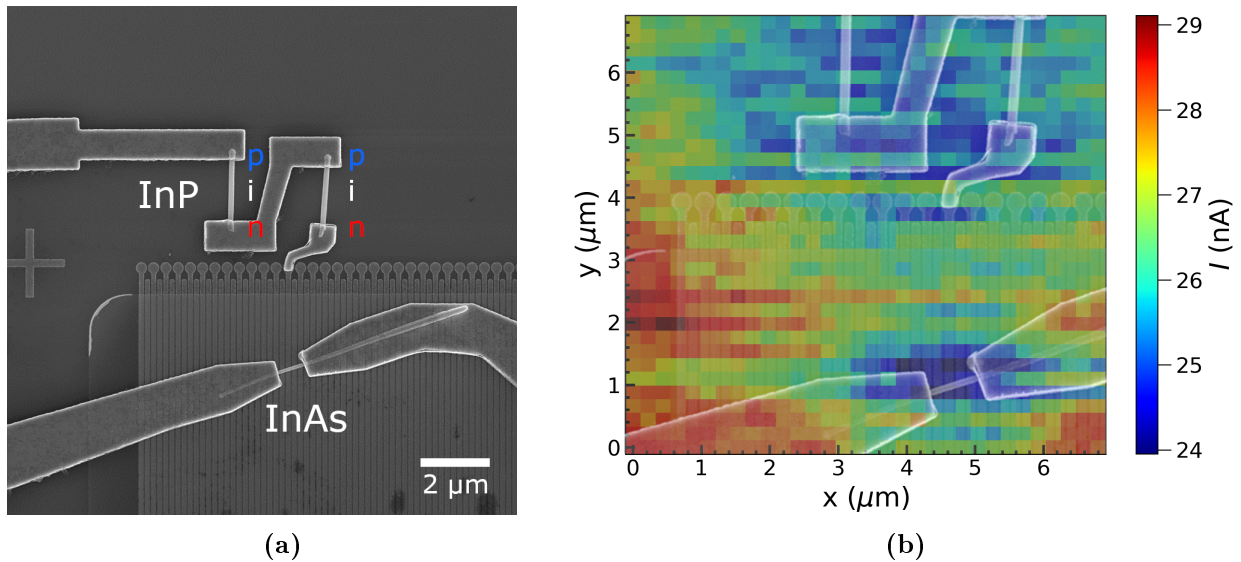 p p
i i
InP
n n
InAs
2 μm
(a)
y (μm)
6
5
4
3
2
1
0
0 1 2 3 4 5 6
x (μm)
29
28
27
26
25
24
I (nA)
(b)